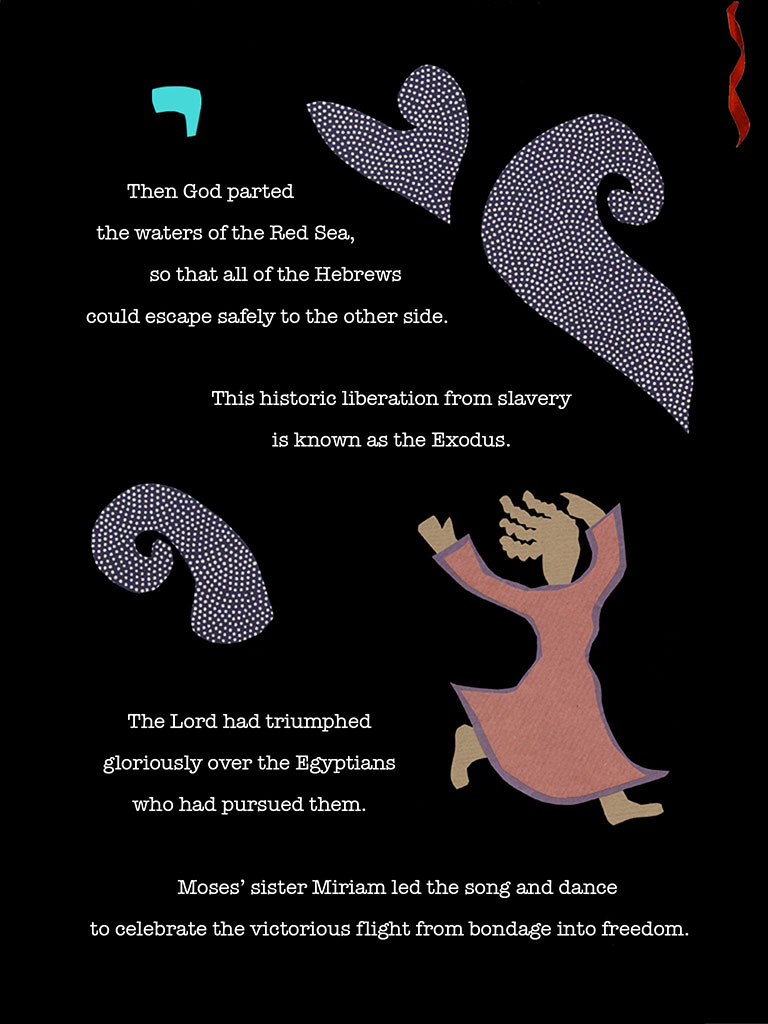 י
Then God parted
the waters of the Red Sea,
so that all of the Hebrews
could escape safely to the other side.
This historic liberation from slavery
is known as the Exodus.
The Lord had triumphed
gloriously over the Egyptians
who had pursued them.
Moses’ sister Miriam led the song and dance
to celebrate the victorious flight from bondage into freedom.